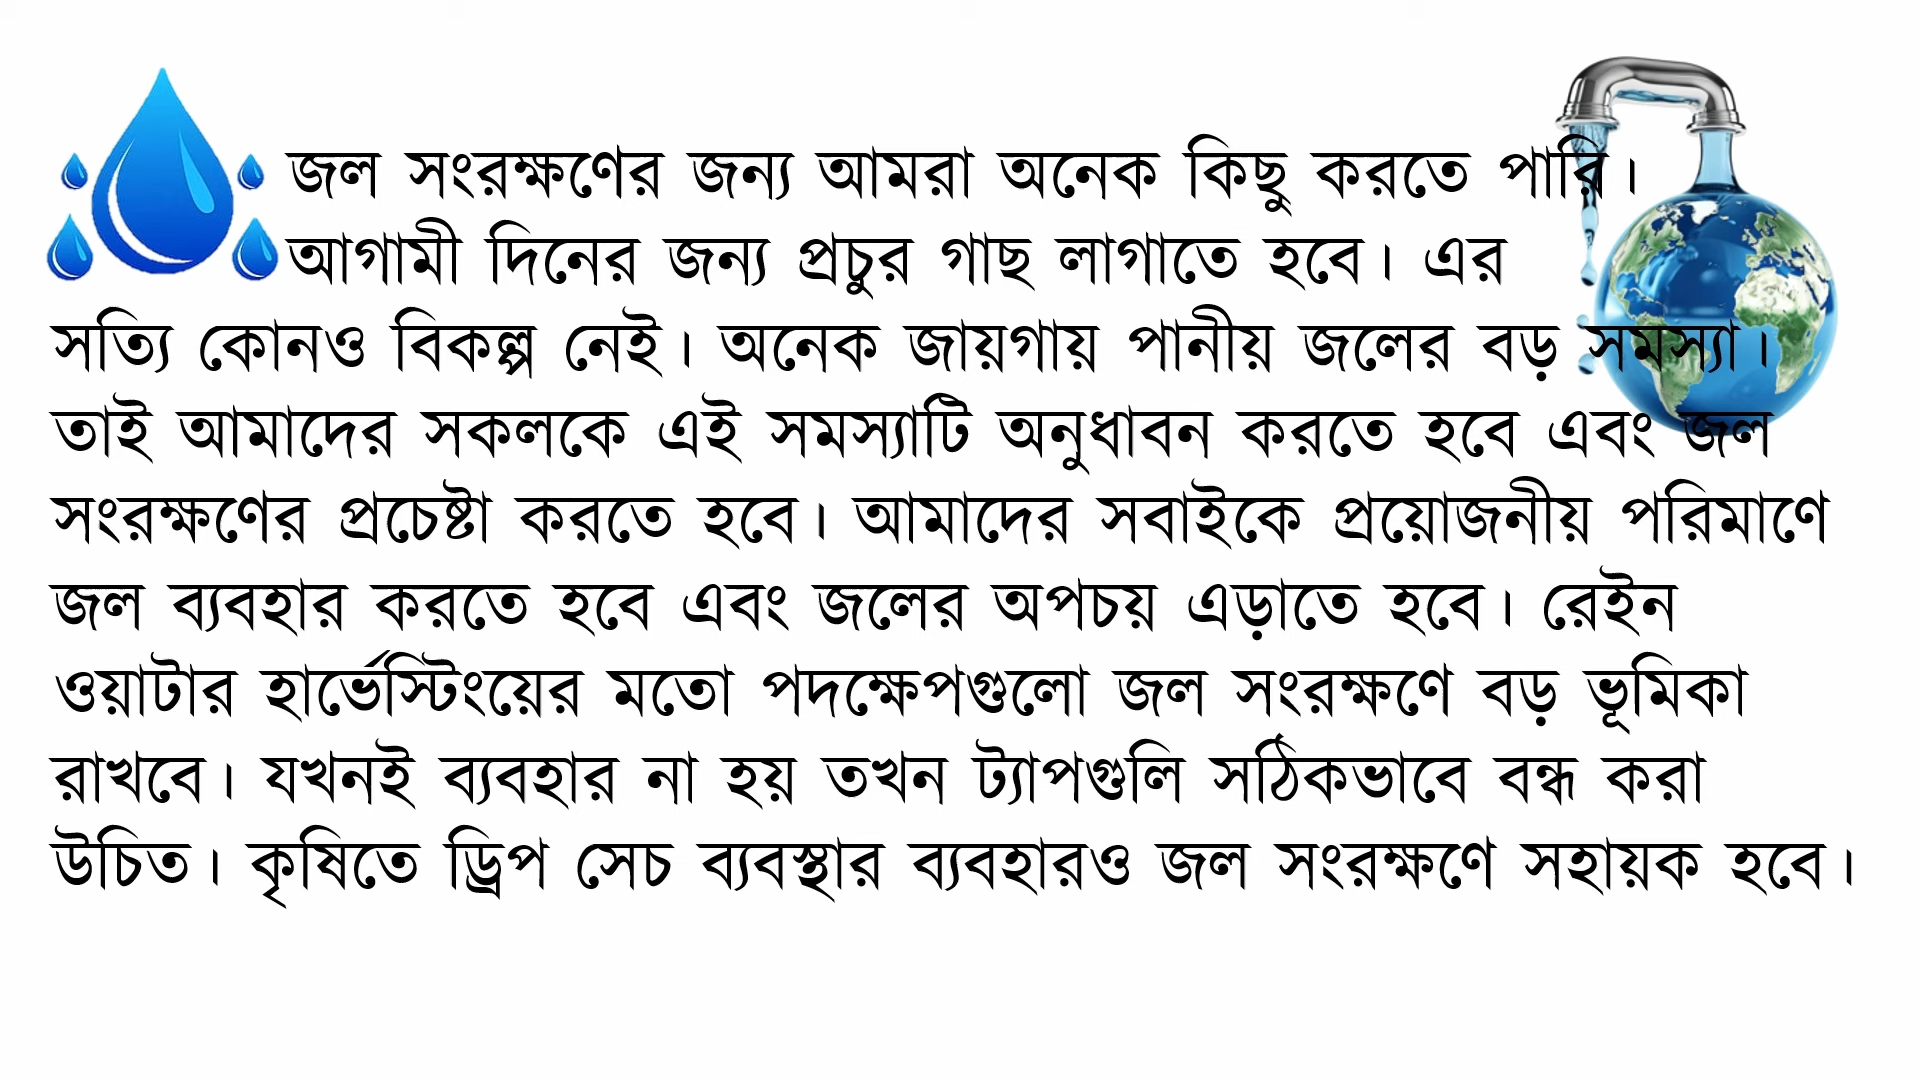 জল সংরক্ষণের জন্য আমরা অনেক কিছু করতে পারি।
আগামী দিনের জন্য প্রচুর গাছ লাগাতে হবে। এর
সত্যি কোনও বিকল্প নেই। অনেক জায়গায় পানীয় জলের বড় সমস্যা।
তাই আমাদের সকলকে এই সমস্যাটি অনুধাবন করতে হবে এবং জল
সংরক্ষণের প্রচেষ্টা করতে হবে। আমাদের সবাইকে প্রয়োজনীয় পরিমাণে
জল ব্যবহার করতে হবে এবং জলের অপচয় এড়াতে হবে। রেইন
ওয়াটার হার্ভেস্টিংয়ের মতো পদক্ষেপগুলো জল সংরক্ষণে বড় ভূমিকা
রাখবে। যখনই ব্যবহার না হয় তখন ট্যাপগুলি সঠিকভাবে বন্ধ করা
উচিত। কৃষিতে ড্রিপ সেচ ব্যবস্থার ব্যবহারও জল সংরক্ষণে সহায়ক হবে।